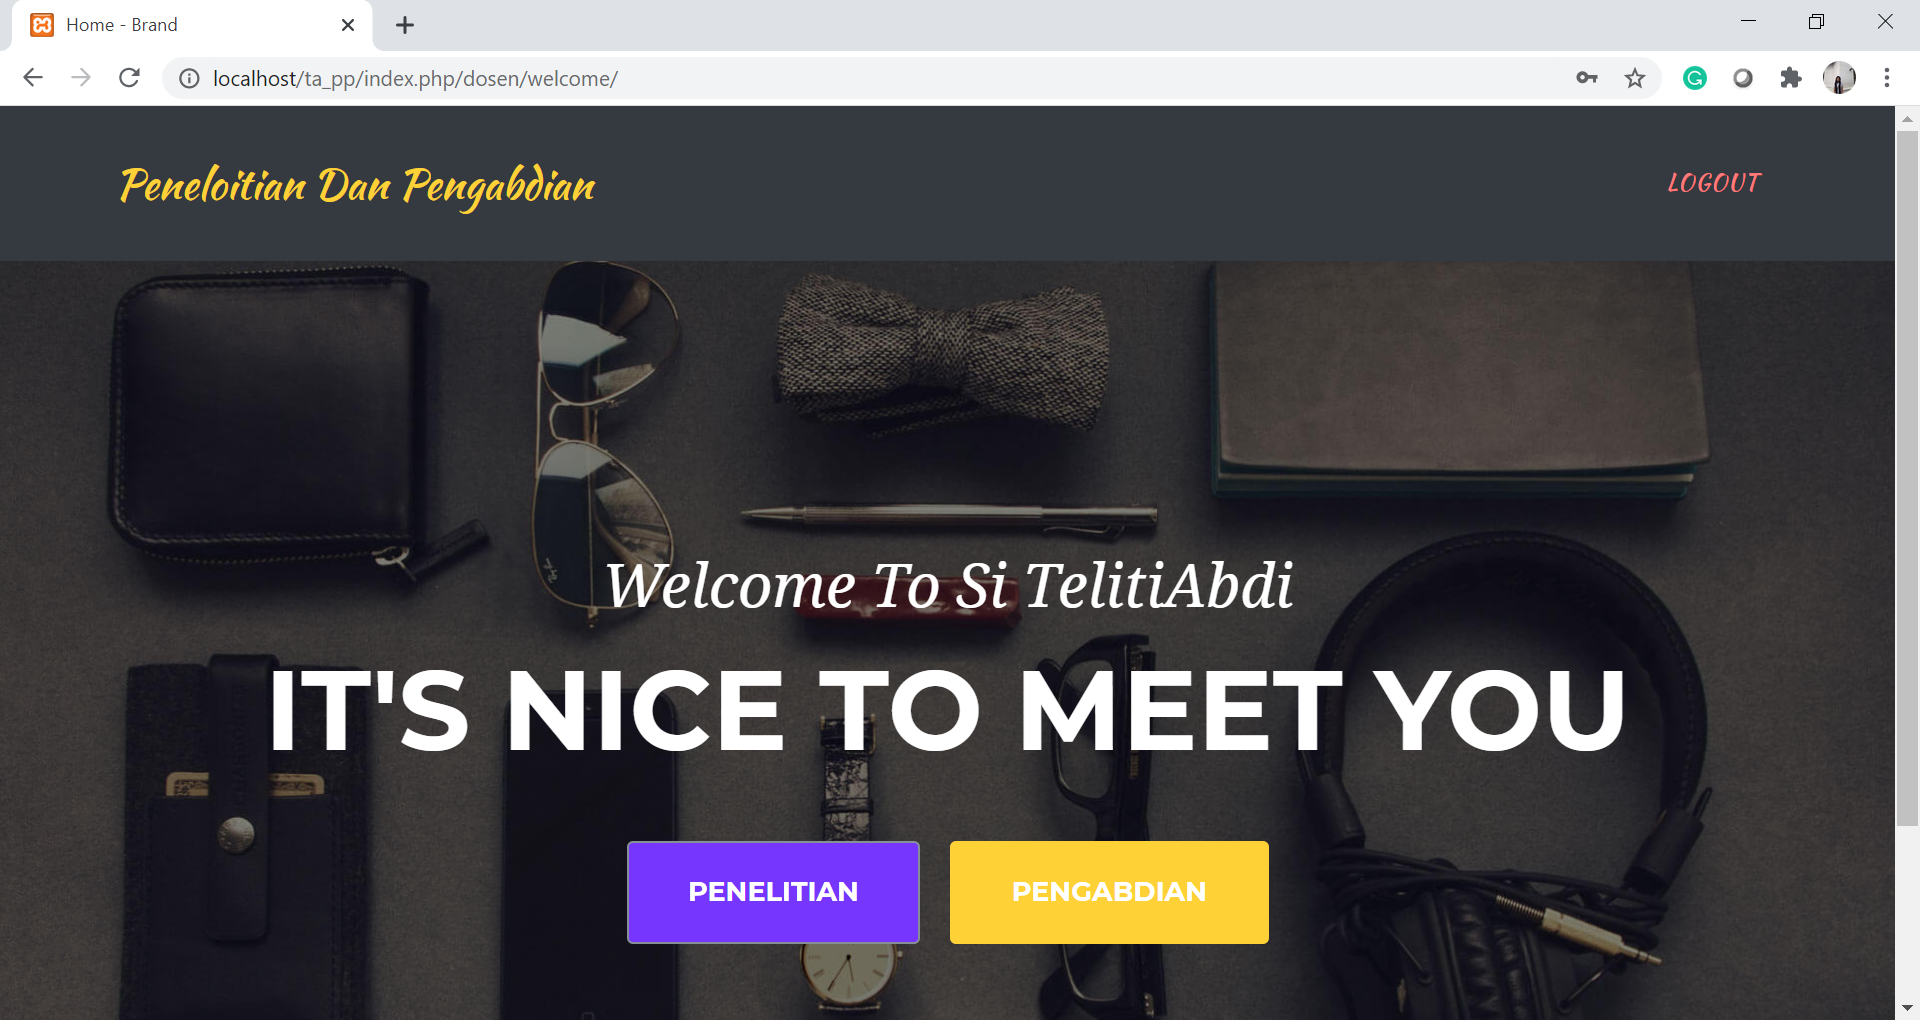 Home - Brand
localhost/ta_pp/index.php/dosen/welcome/
Peneloitian Dan Pengabdian
LOGOUT
Welcome To Si TelitiAbdi
IT'S NICE TO MEET YOU
PENELITIAN
PENGABDIAN